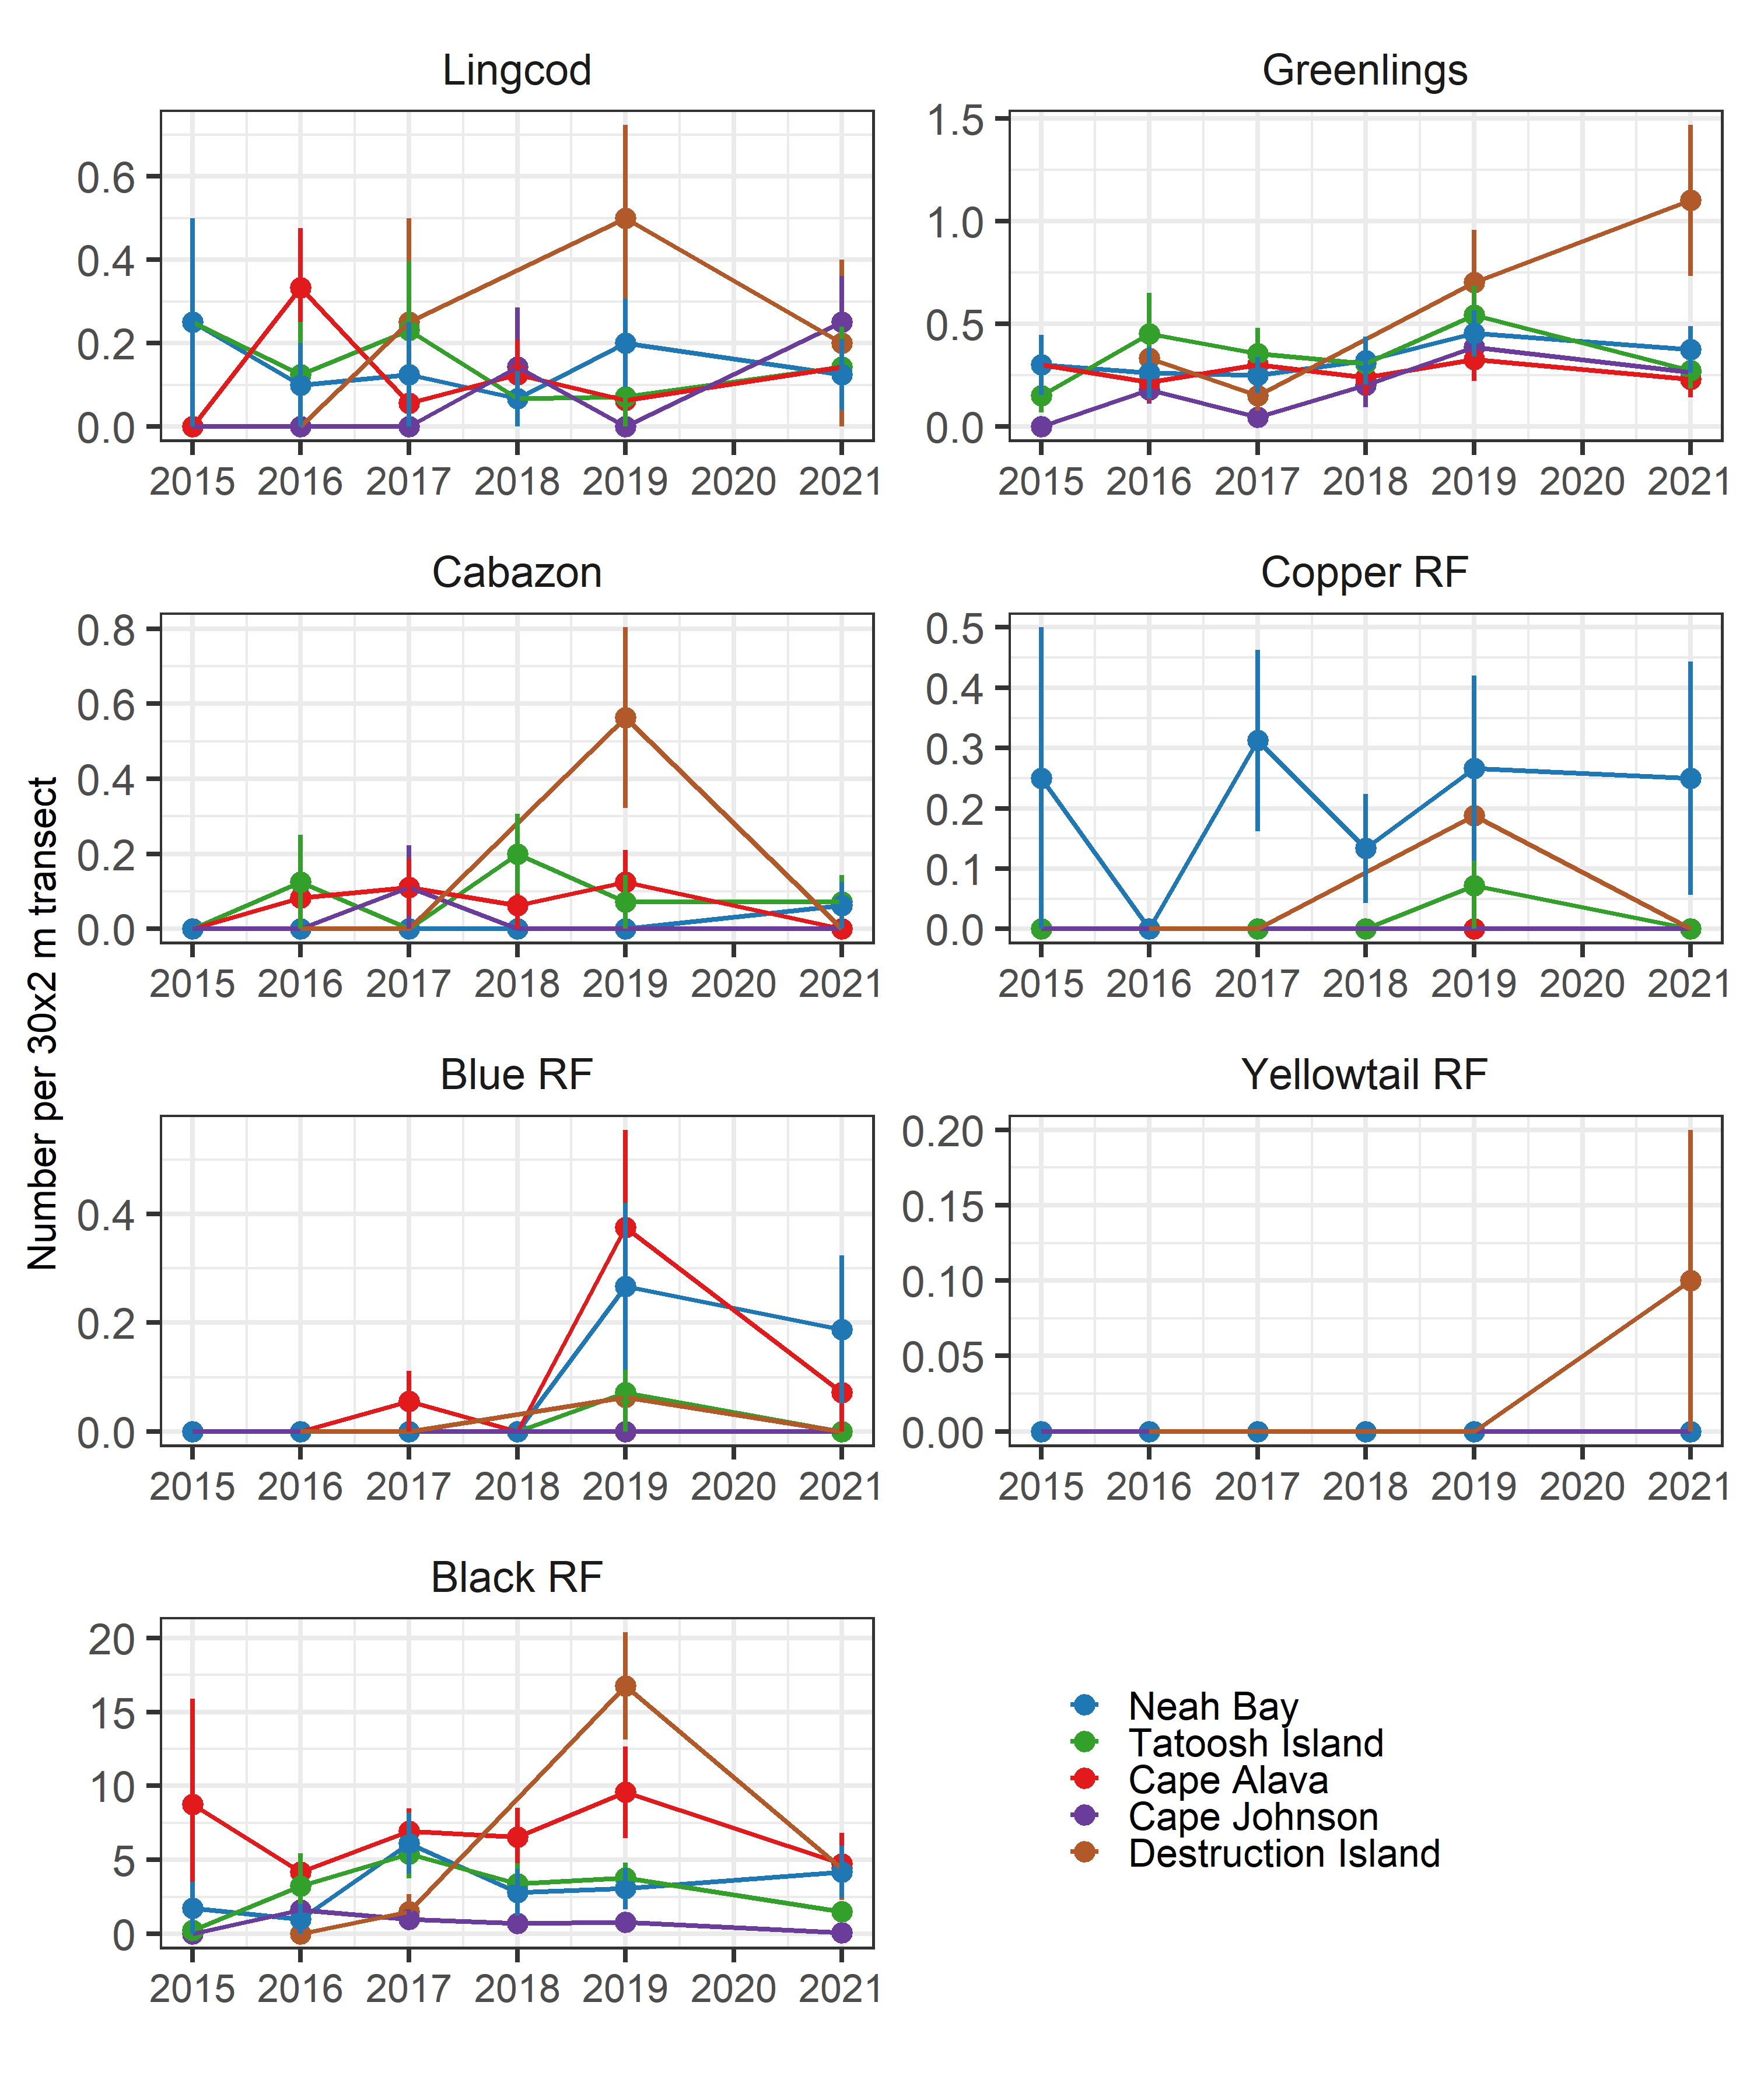 Lingcod
0.6
0.4
0.2
0.0
2015 2016 2017 2018 2019 2020 2021
Greenlings
1.5
1.0
0.5
0.0
2015 2016 2017 2018 2019 2020 2021
Cabazon
0.8
0.6
0.4
0.2
0.0
2015 2016 2017 2018 2019 2020 2021
Copper RF
0.5
0.4
0.3
0.2
0.1
0.0
2015 2016 2017 2018 2019 2020 2021
Number per 30x2 m transect
Blue RF
0.4
0.2
0.0
2015 2016 2017 2018 2019 2020 2021
Yellowtail RF
0.20
0.15
0.10
0.05
0.00
2015 2016 2017 2018 2019 2020 2021
Black RF
20
15
10
5
0
2015 2016 2017 2018 2019 2020 2021
Neah Bay
Tatoosh Island
Cape Alava
Cape Johnson
Destruction Island